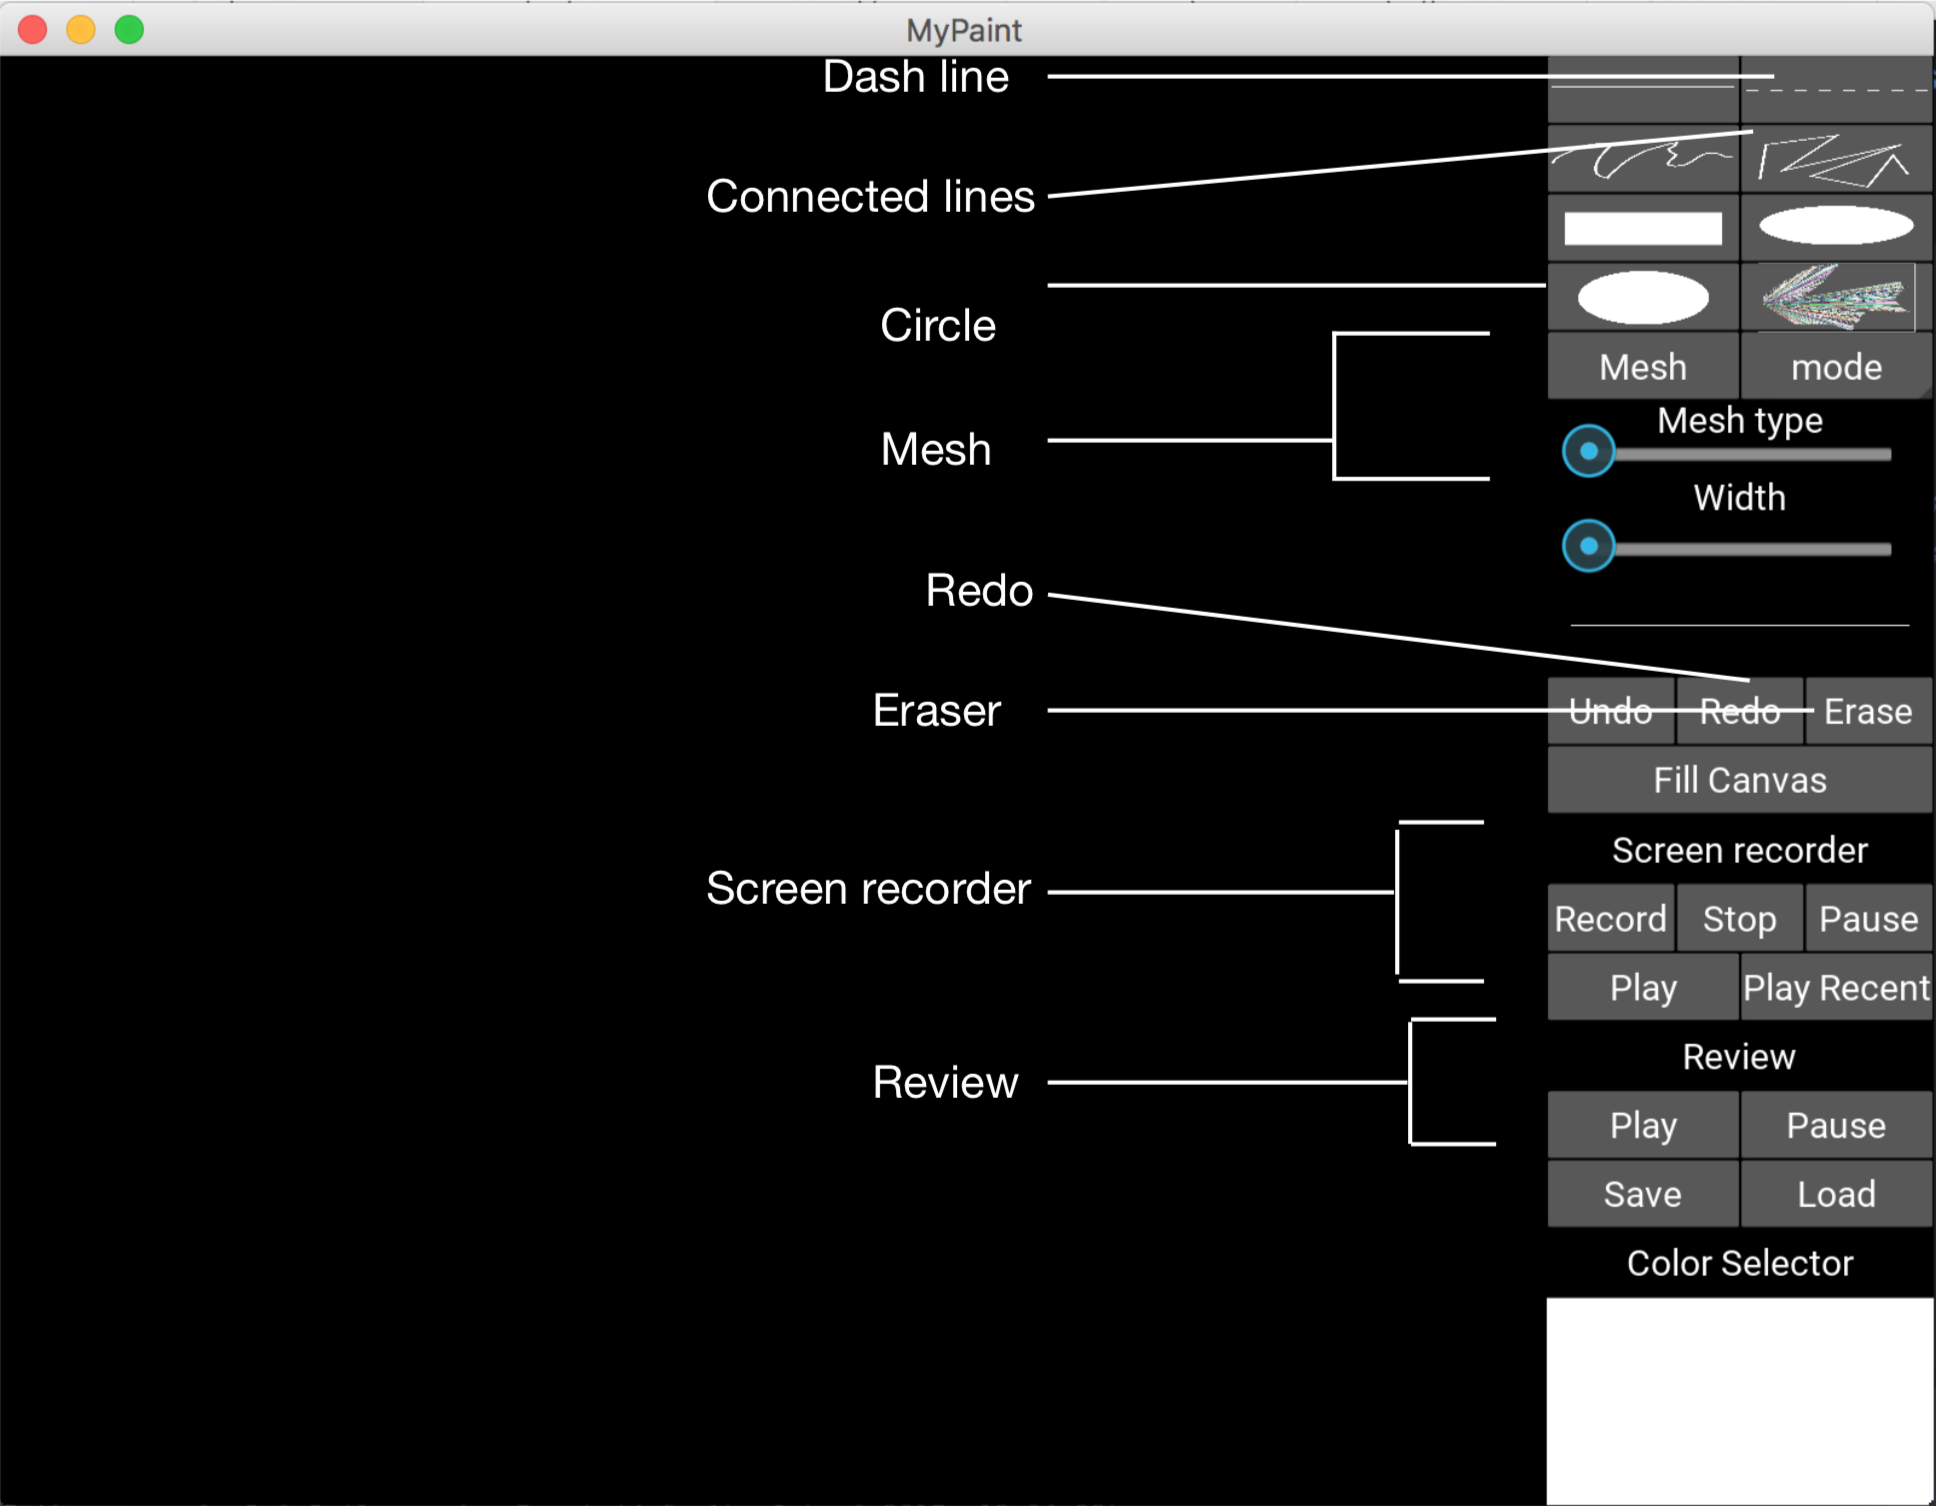 MyPaint
Dash line
Connected lines
Circle
Mesh
Redo
Eraser
Screen recorder
Review
Mesh mode
Mesh type
Width
Undo Redo Erase
Fill Canvas
Screen recorder
Record Stop Pause
Play Play Recent
Review
Play Pause
Save Load
Color Selector